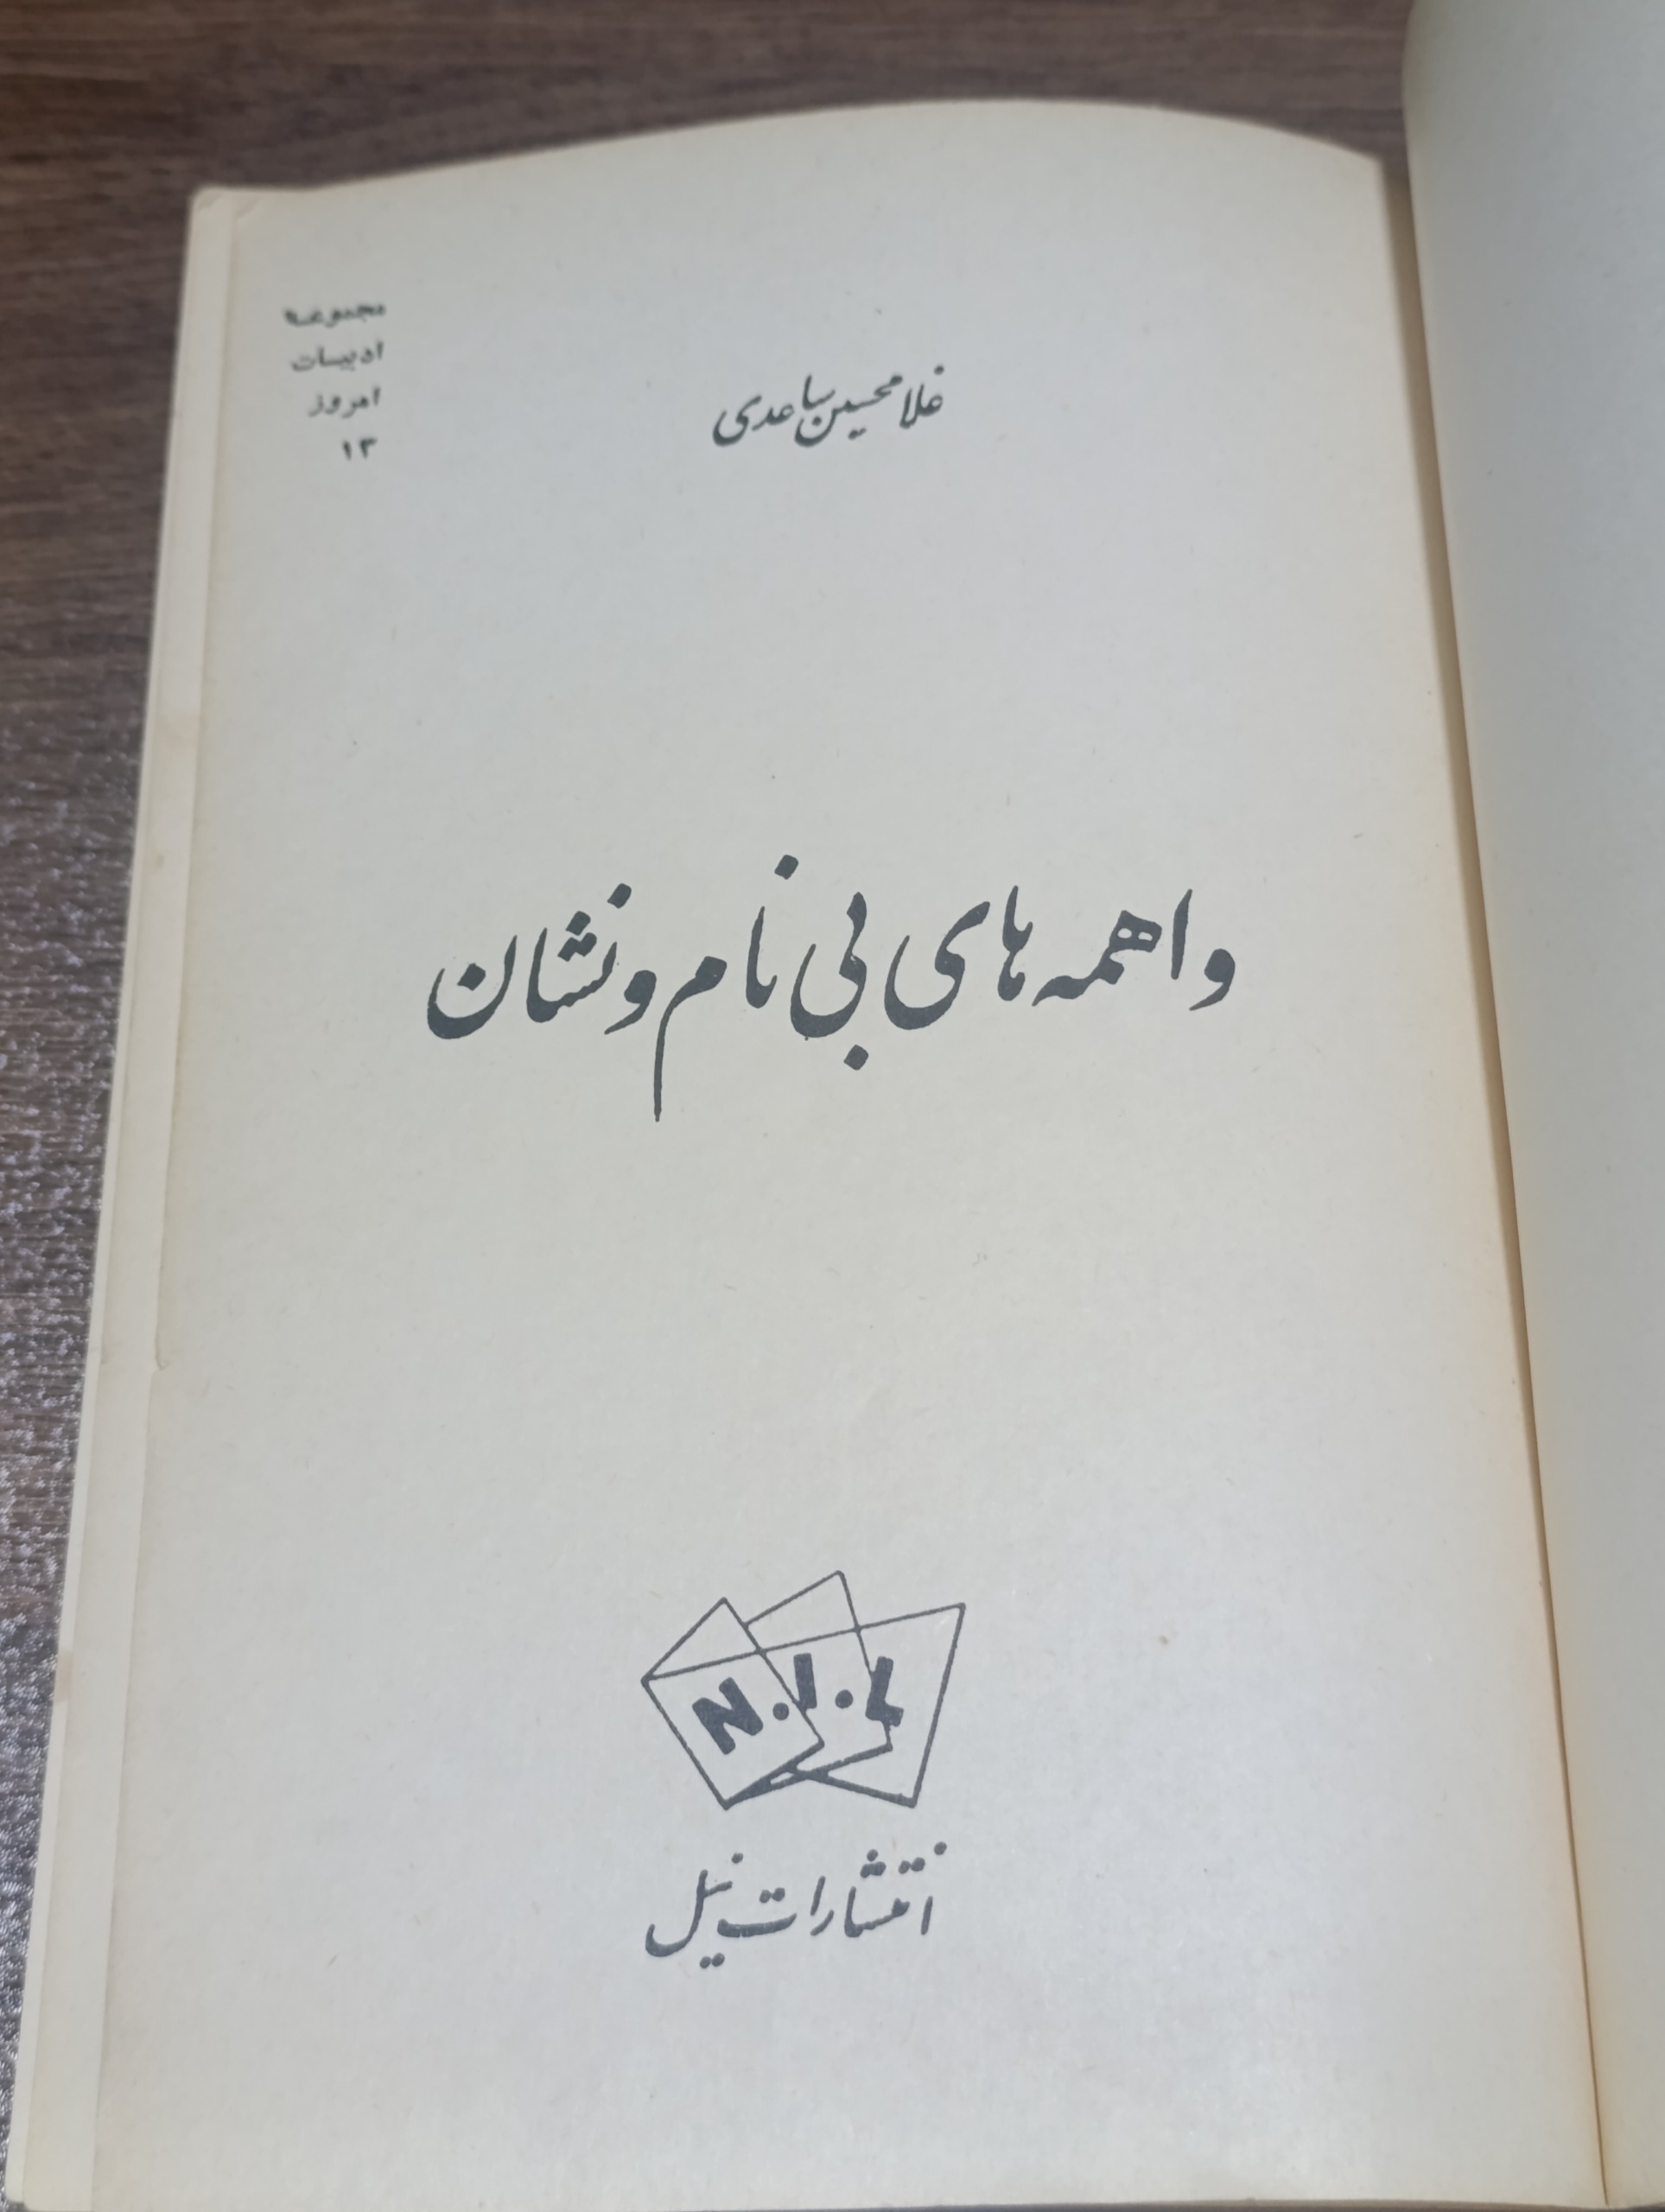 مجموعه
ادبیات
امروز
۱۳
غلامحسین ساعدی
واهمه‌های بی‌نام و نشان
N.I.L
انتشارات نیل